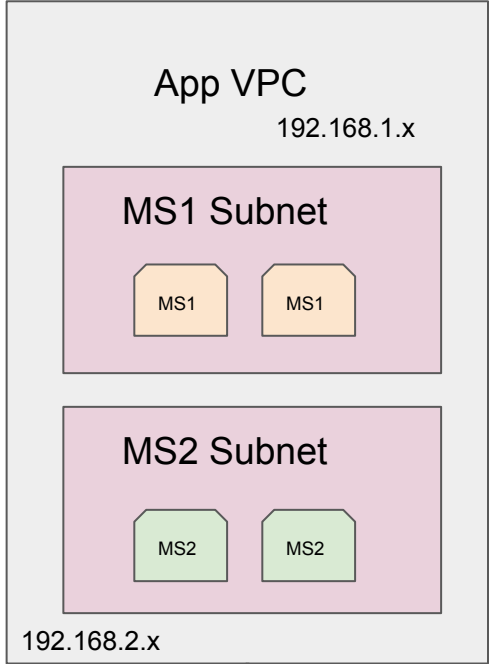 App VPC
192.168.1.x
MS1 Subnet
MS1 MS1
MS2 Subnet
MS2 MS2
192.168.2.x